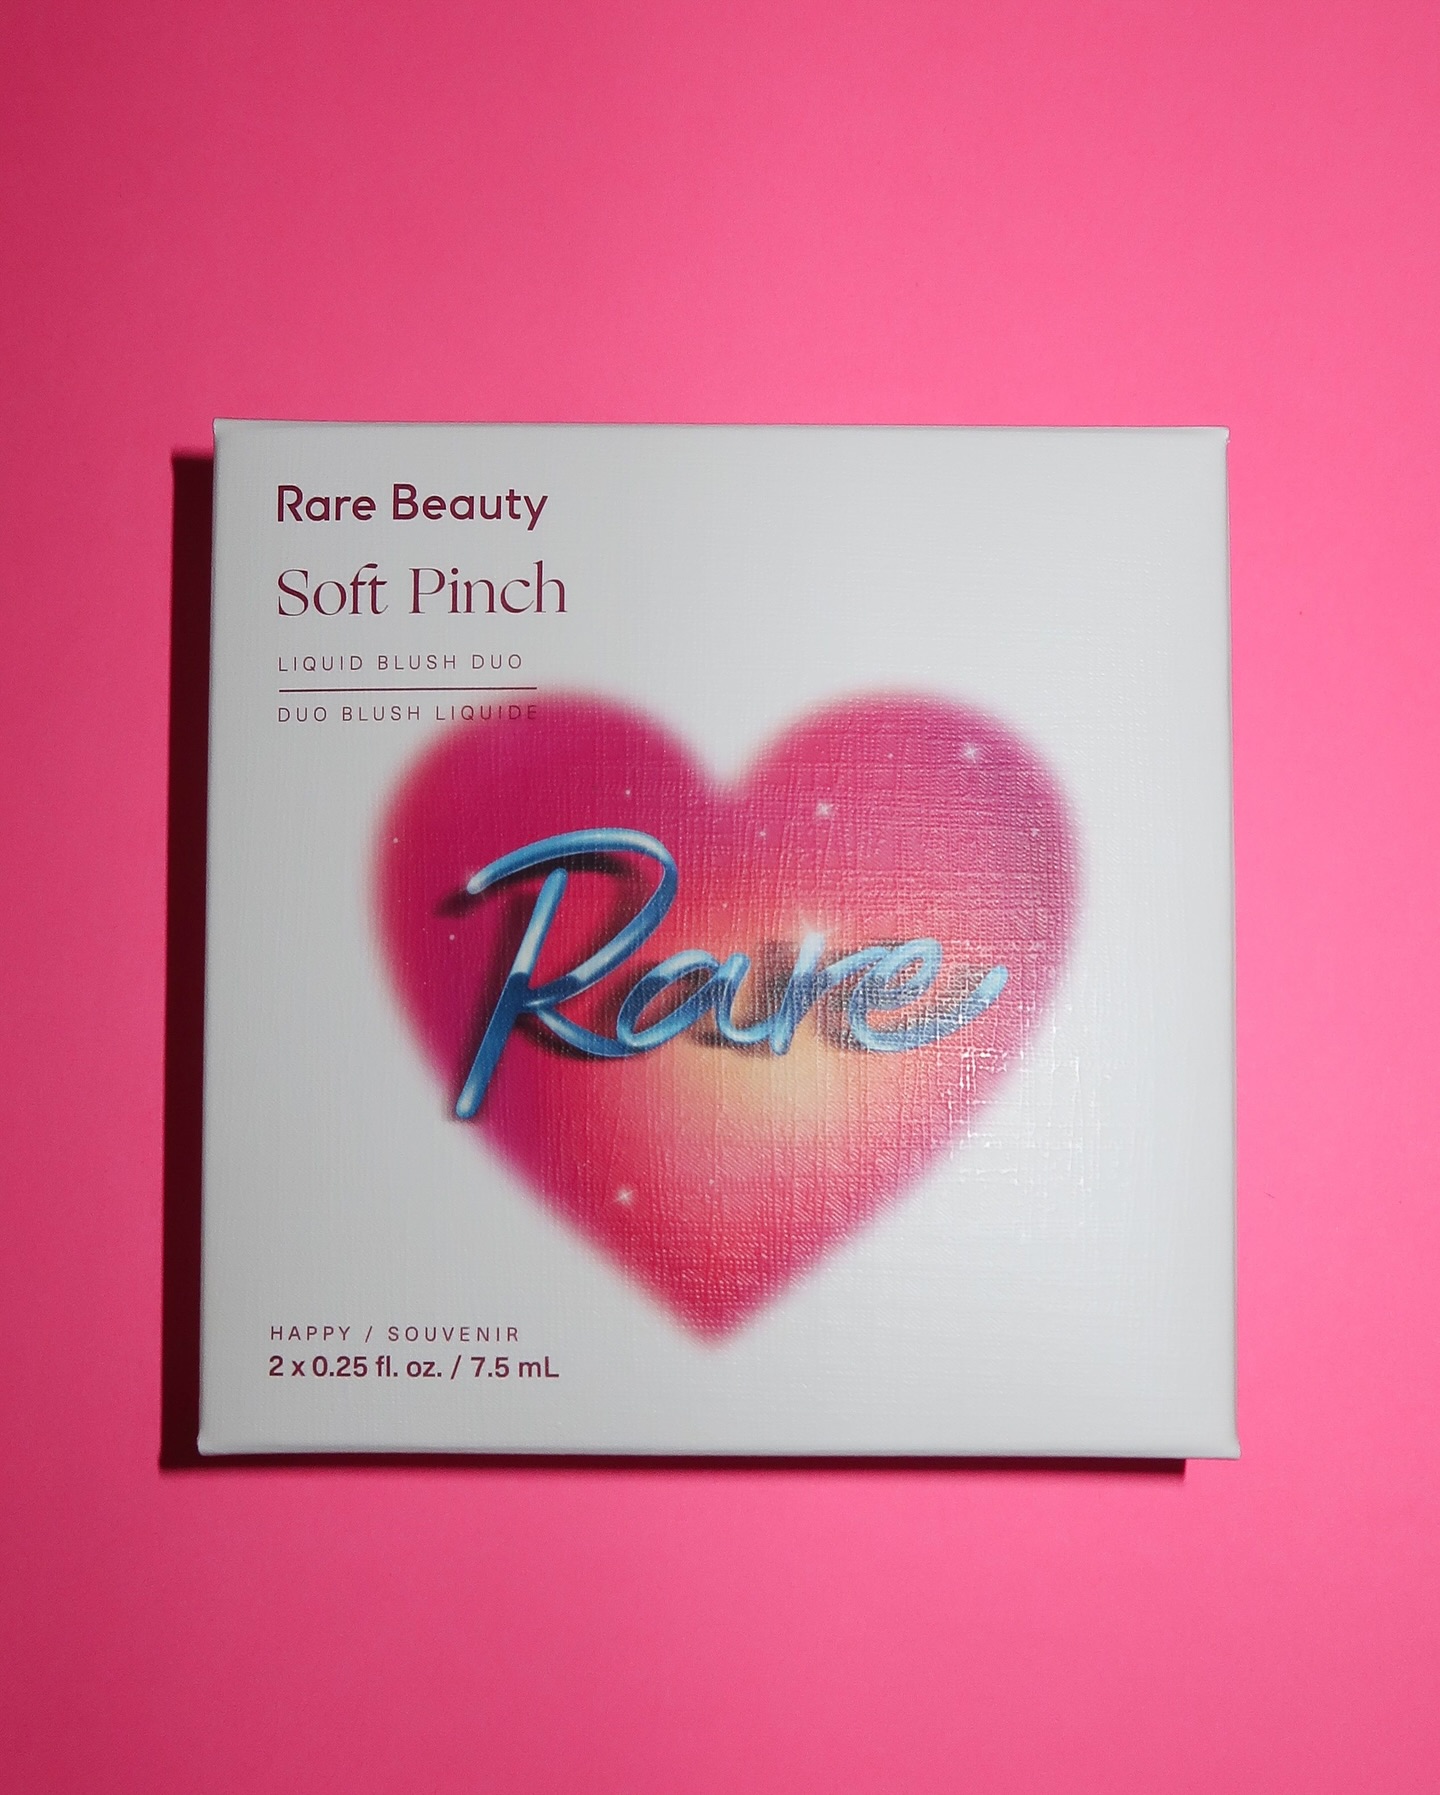 Rare Beauty
Soft Pinch
LIQUID BLUSH DUO
DUO BLUSH LIQUIDE
Rare
HAPPY / SOUVENIR
2 x 0.25 fl. oz. / 7.5 mL